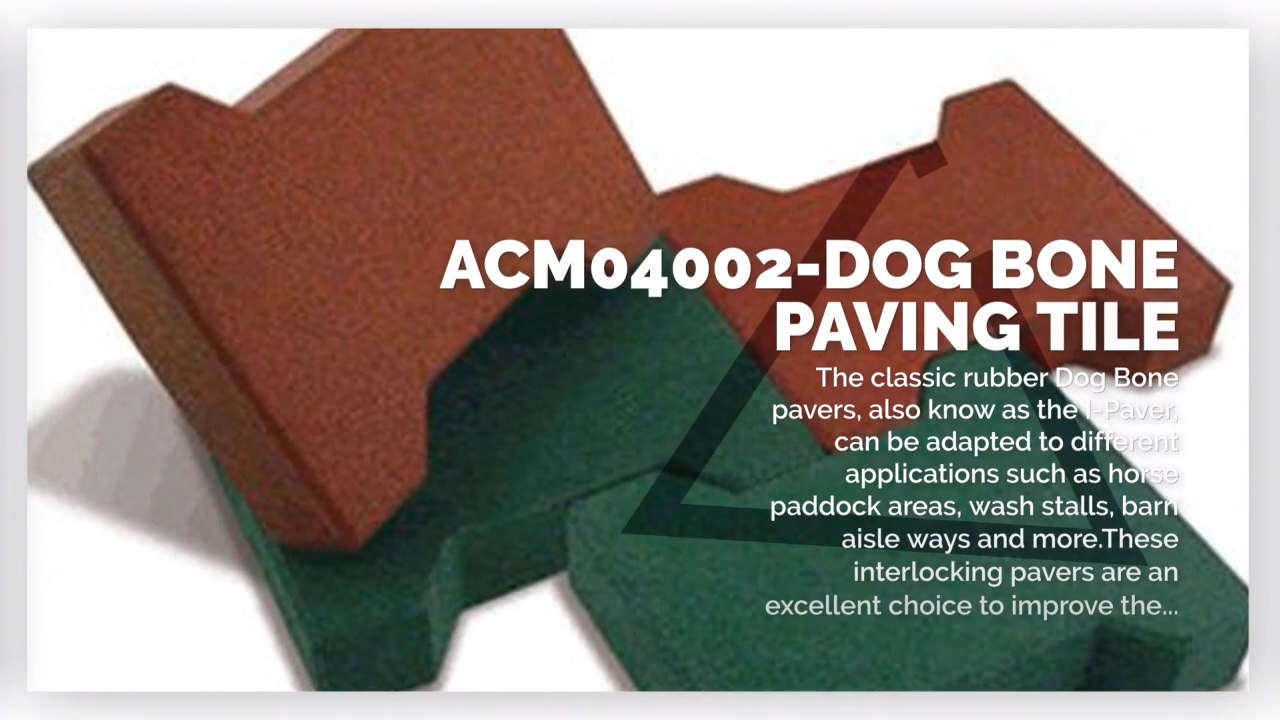 ACM04002-DOG BONE
PAVING TILE
The classic rubber Dog Bone
pavers, also know as the I-Paver,
can be adapted to different
applications such as horse
paddock areas, wash stalls, barn
aisle ways and more.These
interlocking pavers are an
excellent choice to improve the...